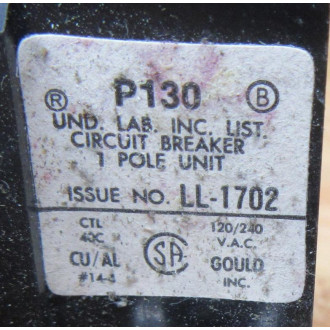 ® P130 B
UND. LAB. INC. LIST.
CIRCUIT BREAKER
1 POLE UNIT
ISSUE NO. LL-1702
CTL
40C
CU/AL
SA
120/240
V.A.C.
GOULD
INC.